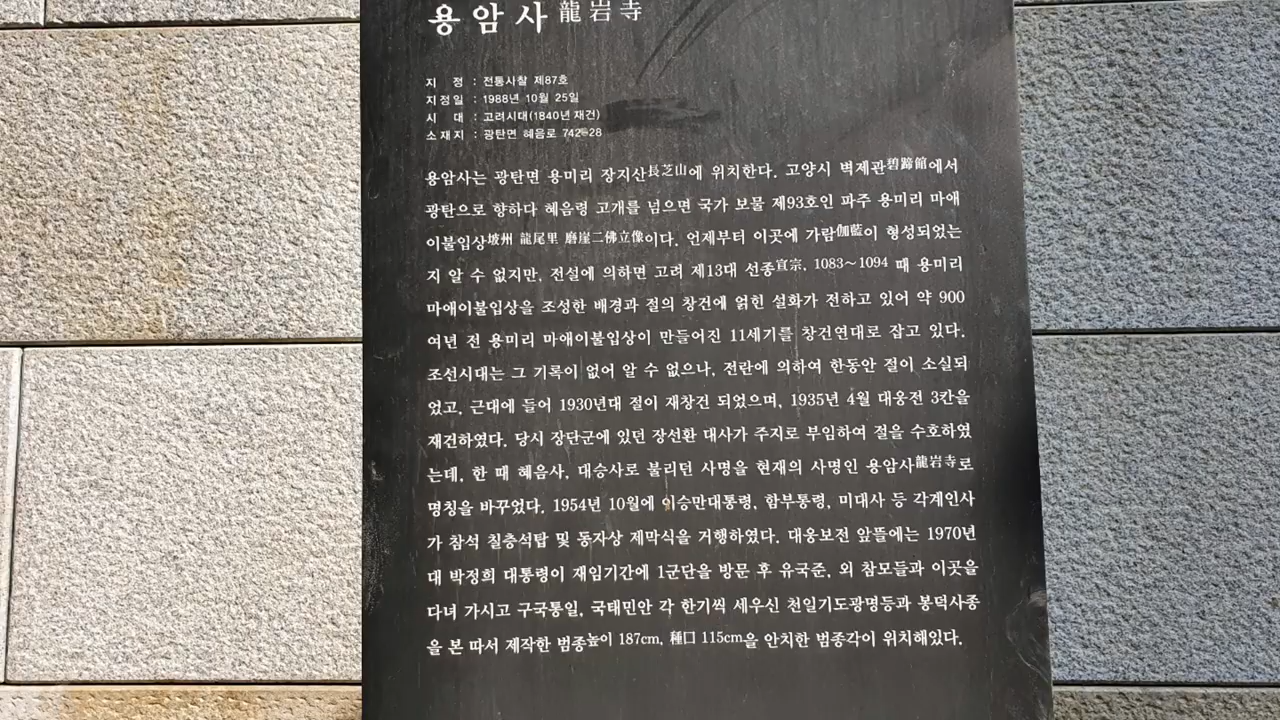 용암사 龍岩寺
지 정 : 전통사찰 제87호
지정일 : 1988년 10월 25일
시 대 : 고려시대(1840년 재건)
소재지 : 광탄면 혜음로 742-28
용암사는 광탄면 용미리 장지산長芝山에 위치한다. 고양시 벽제관碧蹄館에서
광탄으로 향하다 혜음령 고개를 넘으면 국가 보물 제93호인 파주 용미리 마애
이불입상坡州 龍尾里 磨崖二佛立像이다. 언제부터 이곳에 가람伽藍이 형성되었는
지 알 수 없지만, 전설에 의하면 고려 제13대 선종宣宗, 1083~1094 때 용미리
마애이불입상을 조성한 배경과 절의 창건에 얽힌 설화가 전하고 있어 약 900
여년 전 용미리 마애이불입상이 만들어진 11세기를 창건연대로 잡고 있다.
조선시대는 그 기록이 없어 알 수 없으나, 전란에 의하여 한동안 절이 소실되
었고, 근대에 들어 1930년대 절이 재창건 되었으며, 1935년 4월 대웅전 3칸을
재건하였다. 당시 장단군에 있던 장선환 대사가 주지로 부임하여 절을 수호하였
는데, 한 때 혜음사, 대승사로 불리던 사명을 현재의 사명인 용암사龍岩寺로
명칭을 바꾸었다. 1954년 10월에 이승만대통령, 함부통령, 미대사 등 각계인사
가 참석 칠층석탑 및 동자상 제막식을 거행하였다. 대웅보전 앞뜰에는 1970년
대 박정희 대통령이 재임기간에 1군단을 방문 후 유국준, 외 참모들과 이곳을
다녀 가시고 구국통일, 국태민안 각 한기씩 세우신 천일기도광명등과 봉덕사종
을 본 따서 제작한 범종높이 187cm, 種口 115cm을 안치한 범종각이 위치해있다.